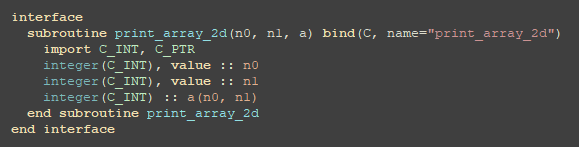 interface
  subroutine print_array_2d(n0, n1, a) bind(C, name="print_array_2d")
    import C_INT, C_PTR
    integer(C_INT), value :: n0
    integer(C_INT), value :: n1
    integer(C_INT) :: a(n0, n1)
  end subroutine print_array_2d
end interface